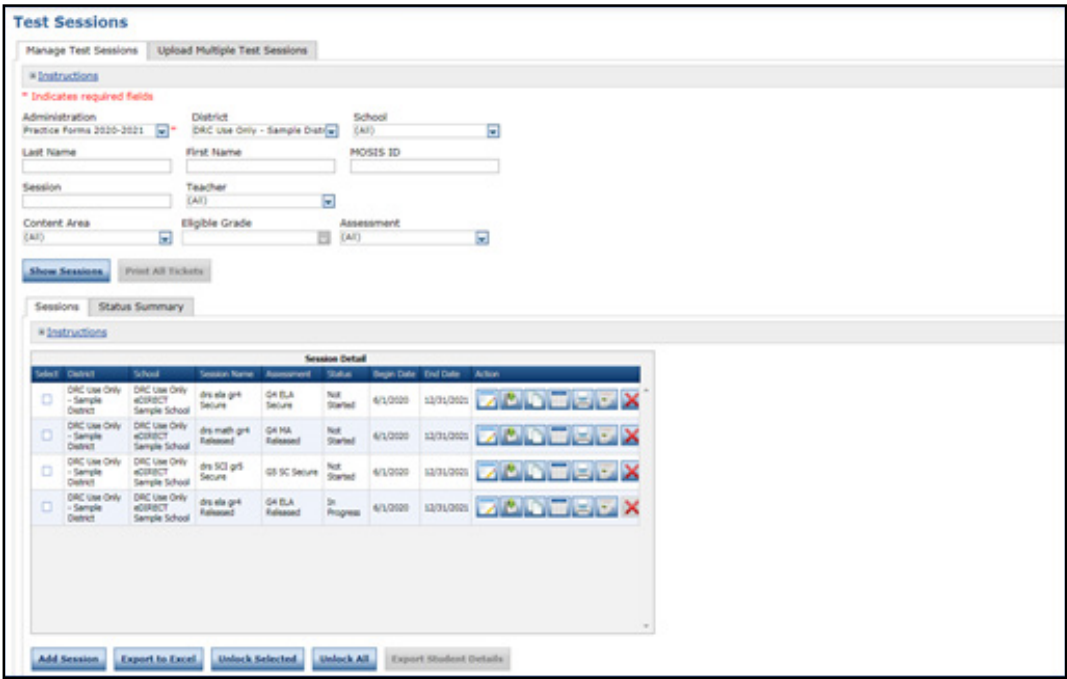 Test Sessions
Manage Test Sessions Upload Multiple Test Sessions
Instructions
* Indicates required fields
Administration District School
Practice Forms 2020-2021 * DRC Use Only - Sample Distri (All)
Last Name First Name MOSIS ID
Session Teacher
(All)
Content Area Eligible Grade Assessment
(All) (All)
Show Sessions Print All Tickets
Sessions Status Summary
Instructions
Session Detail
Select District School Session Name Assessment Status Begin Date End Date Action
DRC Use Only - Sample District DRC Use Only eDIRECT Sample School drs ela gr4 Secure G4 ELA Secure Not Started 6/1/2020 12/31/2021
DRC Use Only - Sample District DRC Use Only eDIRECT Sample School drs math gr4 Released G4 MA Released Not Started 6/1/2020 12/31/2021
DRC Use Only - Sample District DRC Use Only eDIRECT Sample School drs SCI gr5 Secure G5 SC Secure Not Started 6/1/2020 12/31/2021
DRC Use Only - Sample District DRC Use Only eDIRECT Sample School drs ela gr4 Released G4 ELA Released In Progress 6/1/2020 12/31/2021
Add Session Export to Excel Unlock Selected Unlock All Export Student Details